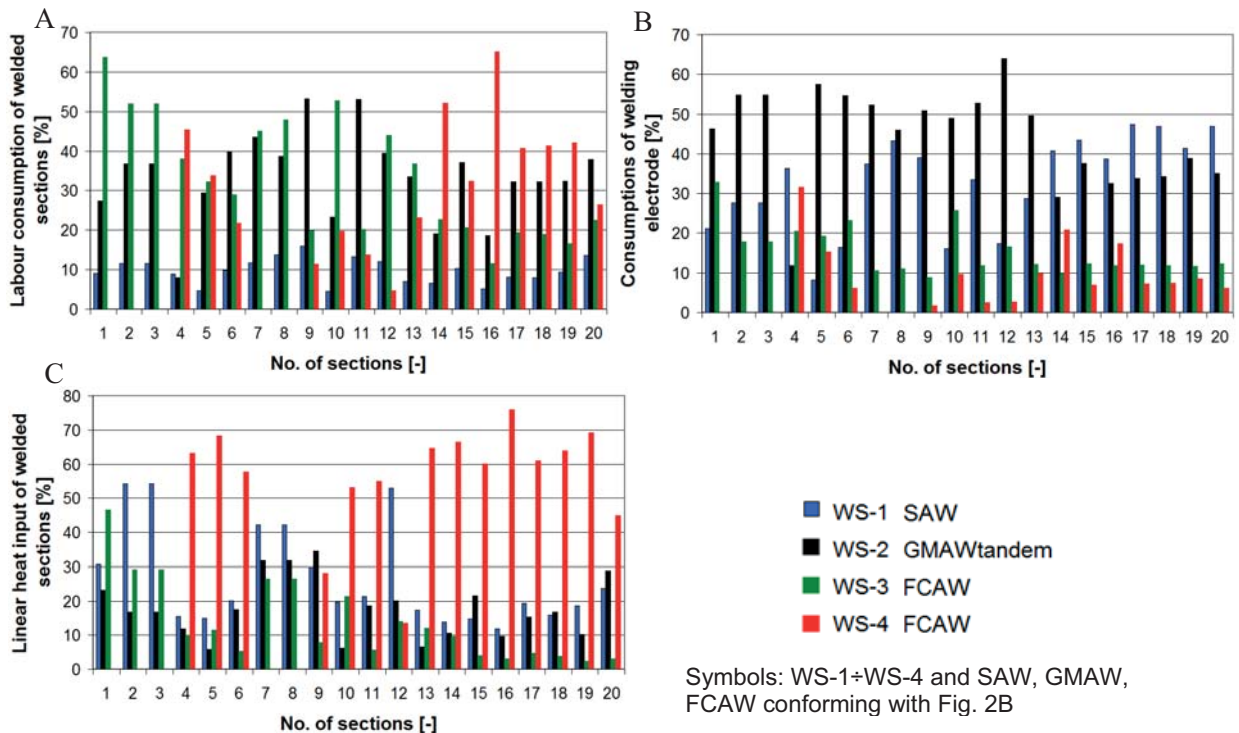 A
Labour consumption of welded
sections [%]
70
60
50
40
30
20
10
0
1 2 3 4 5 6 7 8 9 10 11 12 13 14 15 16 17 18 19 20
No. of sections [-]
B
Consumptions of welding
electrode [%]
70
60
50
40
30
20
10
0
1 2 3 4 5 6 7 8 9 10 11 12 13 14 15 16 17 18 19 20
No. of sections [-]
C
Linear heat input of welded
sections [%]
80
70
60
50
40
30
20
10
0
1 2 3 4 5 6 7 8 9 10 11 12 13 14 15 16 17 18 19 20
No. of sections [-]
WS-1 SAW
WS-2 GMAWtandem
WS-3 FCAW
WS-4 FCAW
Symbols: WS-1÷WS-4 and SAW, GMAW,
FCAW conforming with Fig. 2B